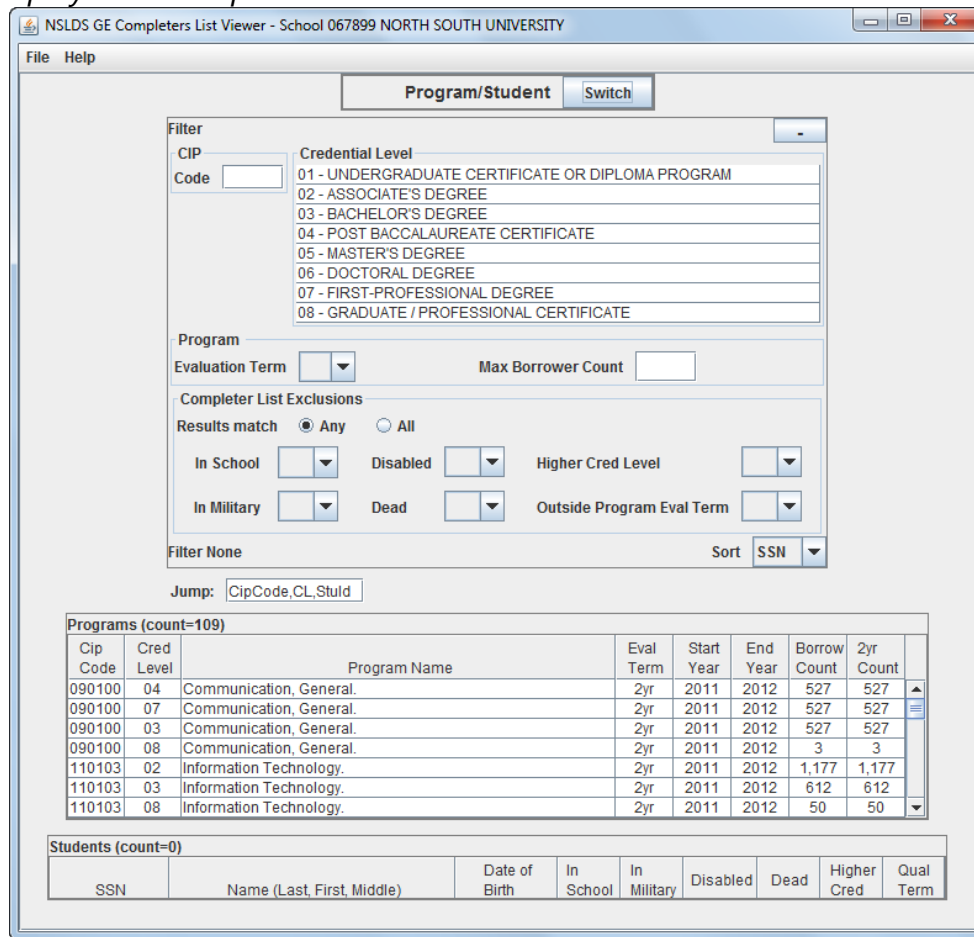 NSLDS GE Completers List Viewer - School 067899 NORTH SOUTH UNIVERSITY
File Help
Program/Student Switch
Filter -
CIP Credential Level
Code
01 - UNDERGRADUATE CERTIFICATE OR DIPLOMA PROGRAM
02 - ASSOCIATE'S DEGREE
03 - BACHELOR'S DEGREE
04 - POST BACCALAUREATE CERTIFICATE
05 - MASTER'S DEGREE
06 - DOCTORAL DEGREE
07 - FIRST-PROFESSIONAL DEGREE
08 - GRADUATE / PROFESSIONAL CERTIFICATE
Program
Evaluation Term Max Borrower Count
Completer List Exclusions
Results match Any All
In School Disabled Higher Cred Level
In Military Dead Outside Program Eval Term
Filter None Sort SSN
Jump: CipCode,CL,StuId
Programs (count=109)
Cip Cred Eval Start End Borrow 2yr
Code Level Program Name Term Year Year Count Count
090100 04 Communication, General. 2yr 2011 2012 527 527
090100 07 Communication, General. 2yr 2011 2012 527 527
090100 03 Communication, General. 2yr 2011 2012 527 527
090100 08 Communication, General. 2yr 2011 2012 3 3
110103 02 Information Technology. 2yr 2011 2012 1,177 1,177
110103 03 Information Technology. 2yr 2011 2012 612 612
110103 08 Information Technology. 2yr 2011 2012 50 50
Students (count=0)
Date of In In Higher Qual
SSN Name (Last, First, Middle) Birth School Military Disabled Dead Cred Term